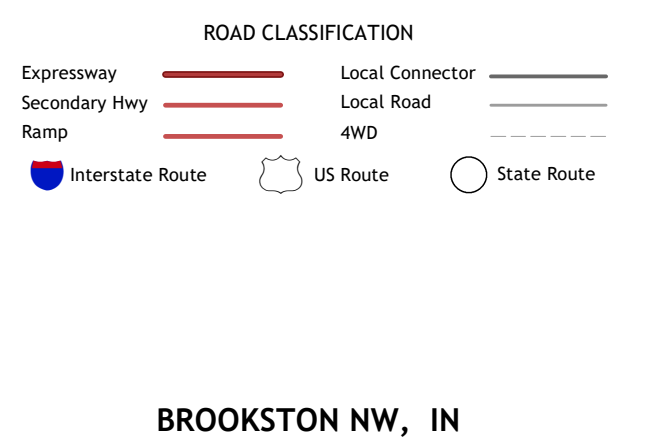 ROAD CLASSIFICATION
Expressway
Local Connector
Secondary Hwy
Local Road
Ramp
4WD
Interstate Route
US Route
State Route
BROOKSTON NW, IN